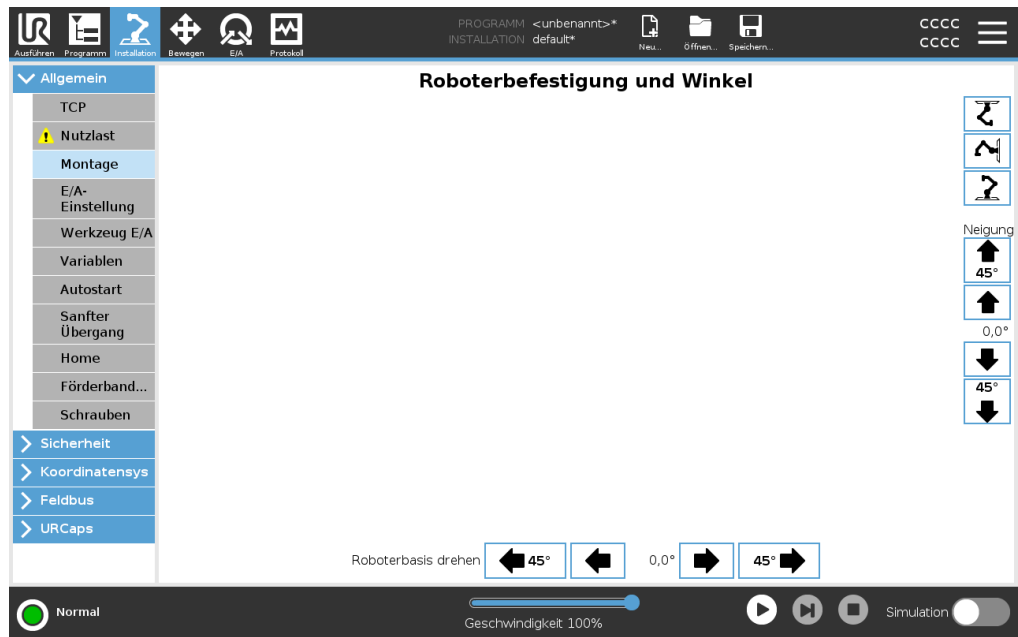 PROGRAMM <unbenannt>*
INSTALLATION default*
Ausführen Programm Installation Bewegen E/A Protokoll
Neu... Öffnen... Speichern...
cccc
cccc
Allgemein
TCP
Nutzlast
Montage
E/A-
Einstellung
Werkzeug E/A
Variablen
Autostart
Sanfter
Übergang
Home
Förderband...
Schrauben
Sicherheit
Koordinatensys
Feldbus
URCaps
Roboterbefestigung und Winkel
Neigung
45°
0,0°
45°
Roboterbasis drehen 45° 0,0° 45°
Normal
Geschwindigkeit 100%
Simulation